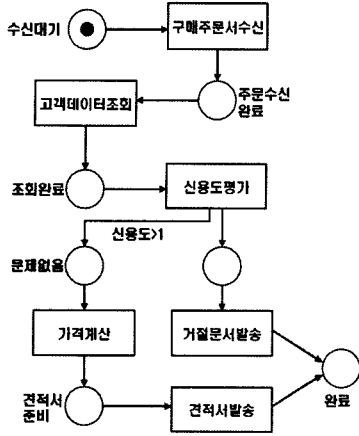 수신대기
구매주문서수신
고객데이터조회
주문수신
완료
조회완료
신용도평가
신용도>1
문제없음
가격계산
거절문서발송
견적서
준비
견적서발송
완료